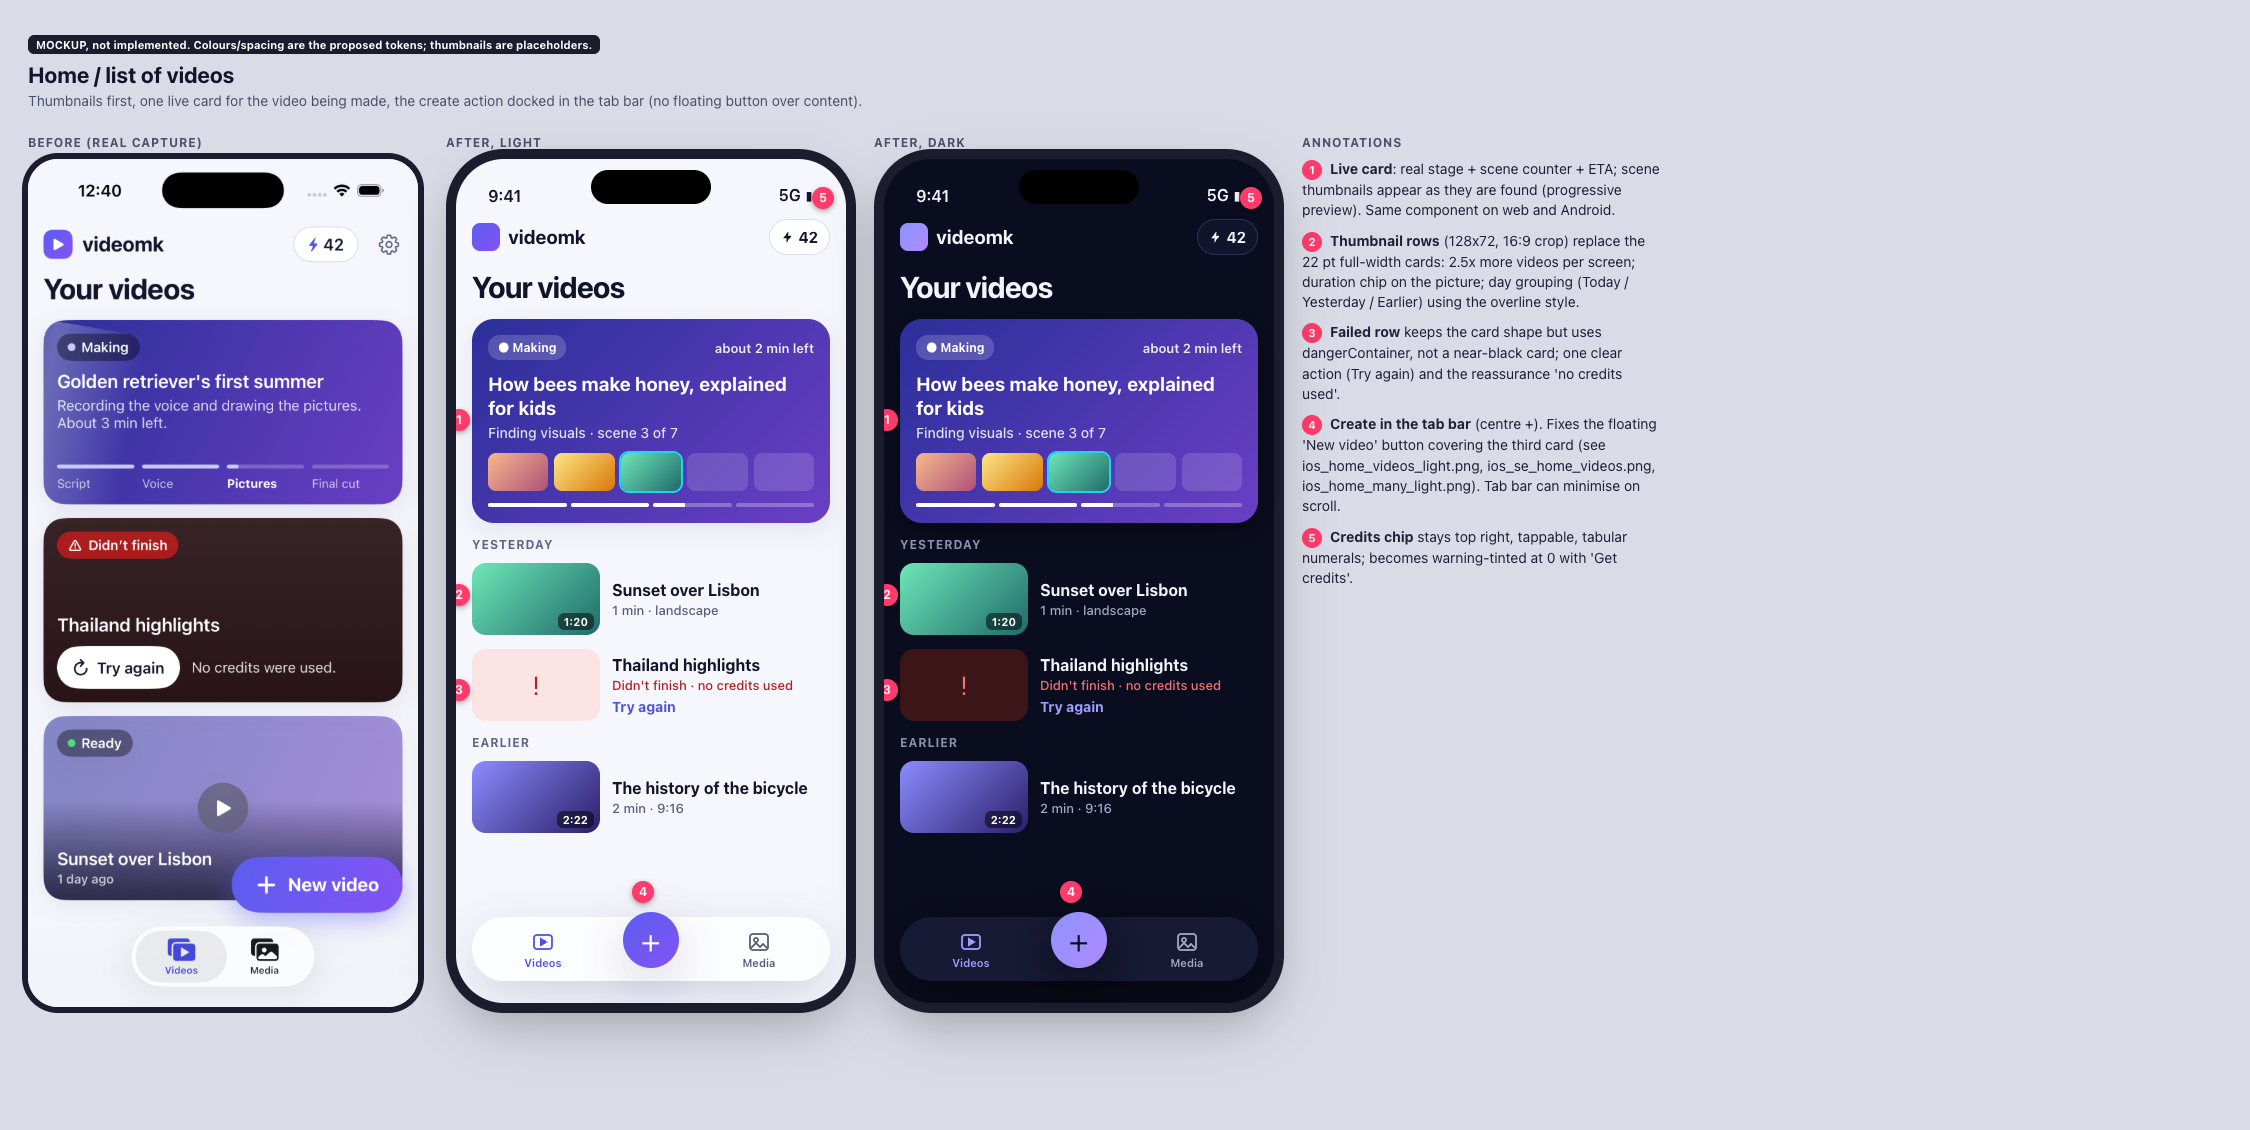 MOCKUP, not implemented. Colours/spacing are the proposed tokens; thumbnails are placeholders.
Home / list of videos
Thumbnails first, one live card for the video being made, the create action docked in the tab bar (no floating button over content).
BEFORE (REAL CAPTURE)
12:40
videomk
42
Your videos
Making
Golden retriever's first summer
Recording the voice and drawing the pictures.
About 3 min left.
Script Voice Pictures Final cut
Didn't finish
Thailand highlights
Try again No credits were used.
Ready
Sunset over Lisbon
1 day ago
+ New video
Videos Media
AFTER, LIGHT
9:41 5G 5
videomk 42
Your videos
Making about 2 min left
How bees make honey, explained
for kids
1
Finding visuals · scene 3 of 7
YESTERDAY
2
Sunset over Lisbon
1 min · landscape
1:20
3
!
Thailand highlights
Didn't finish · no credits used
Try again
EARLIER
The history of the bicycle
2 min · 9:16
2:22
4
Videos + Media
AFTER, DARK
9:41 5G 5
videomk 42
Your videos
Making about 2 min left
How bees make honey, explained
for kids
1
Finding visuals · scene 3 of 7
YESTERDAY
2
Sunset over Lisbon
1 min · landscape
1:20
3
!
Thailand highlights
Didn't finish · no credits used
Try again
EARLIER
The history of the bicycle
2 min · 9:16
2:22
4
Videos + Media
ANNOTATIONS
1 Live card: real stage + scene counter + ETA; scene
thumbnails appear as they are found (progressive
preview). Same component on web and Android.
2 Thumbnail rows (128x72, 16:9 crop) replace the
22 pt full-width cards: 2.5x more videos per screen;
duration chip on the picture; day grouping (Today /
Yesterday / Earlier) using the overline style.
3 Failed row keeps the card shape but uses
dangerContainer, not a near-black card; one clear
action (Try again) and the reassurance 'no credits
used'.
4 Create in the tab bar (centre +). Fixes the floating
'New video' button covering the third card (see
ios_home_videos_light.png, ios_se_home_videos.png,
ios_home_many_light.png). Tab bar can minimise on
scroll.
5 Credits chip stays top right, tappable, tabular
numerals; becomes warning-tinted at 0 with 'Get
credits'.